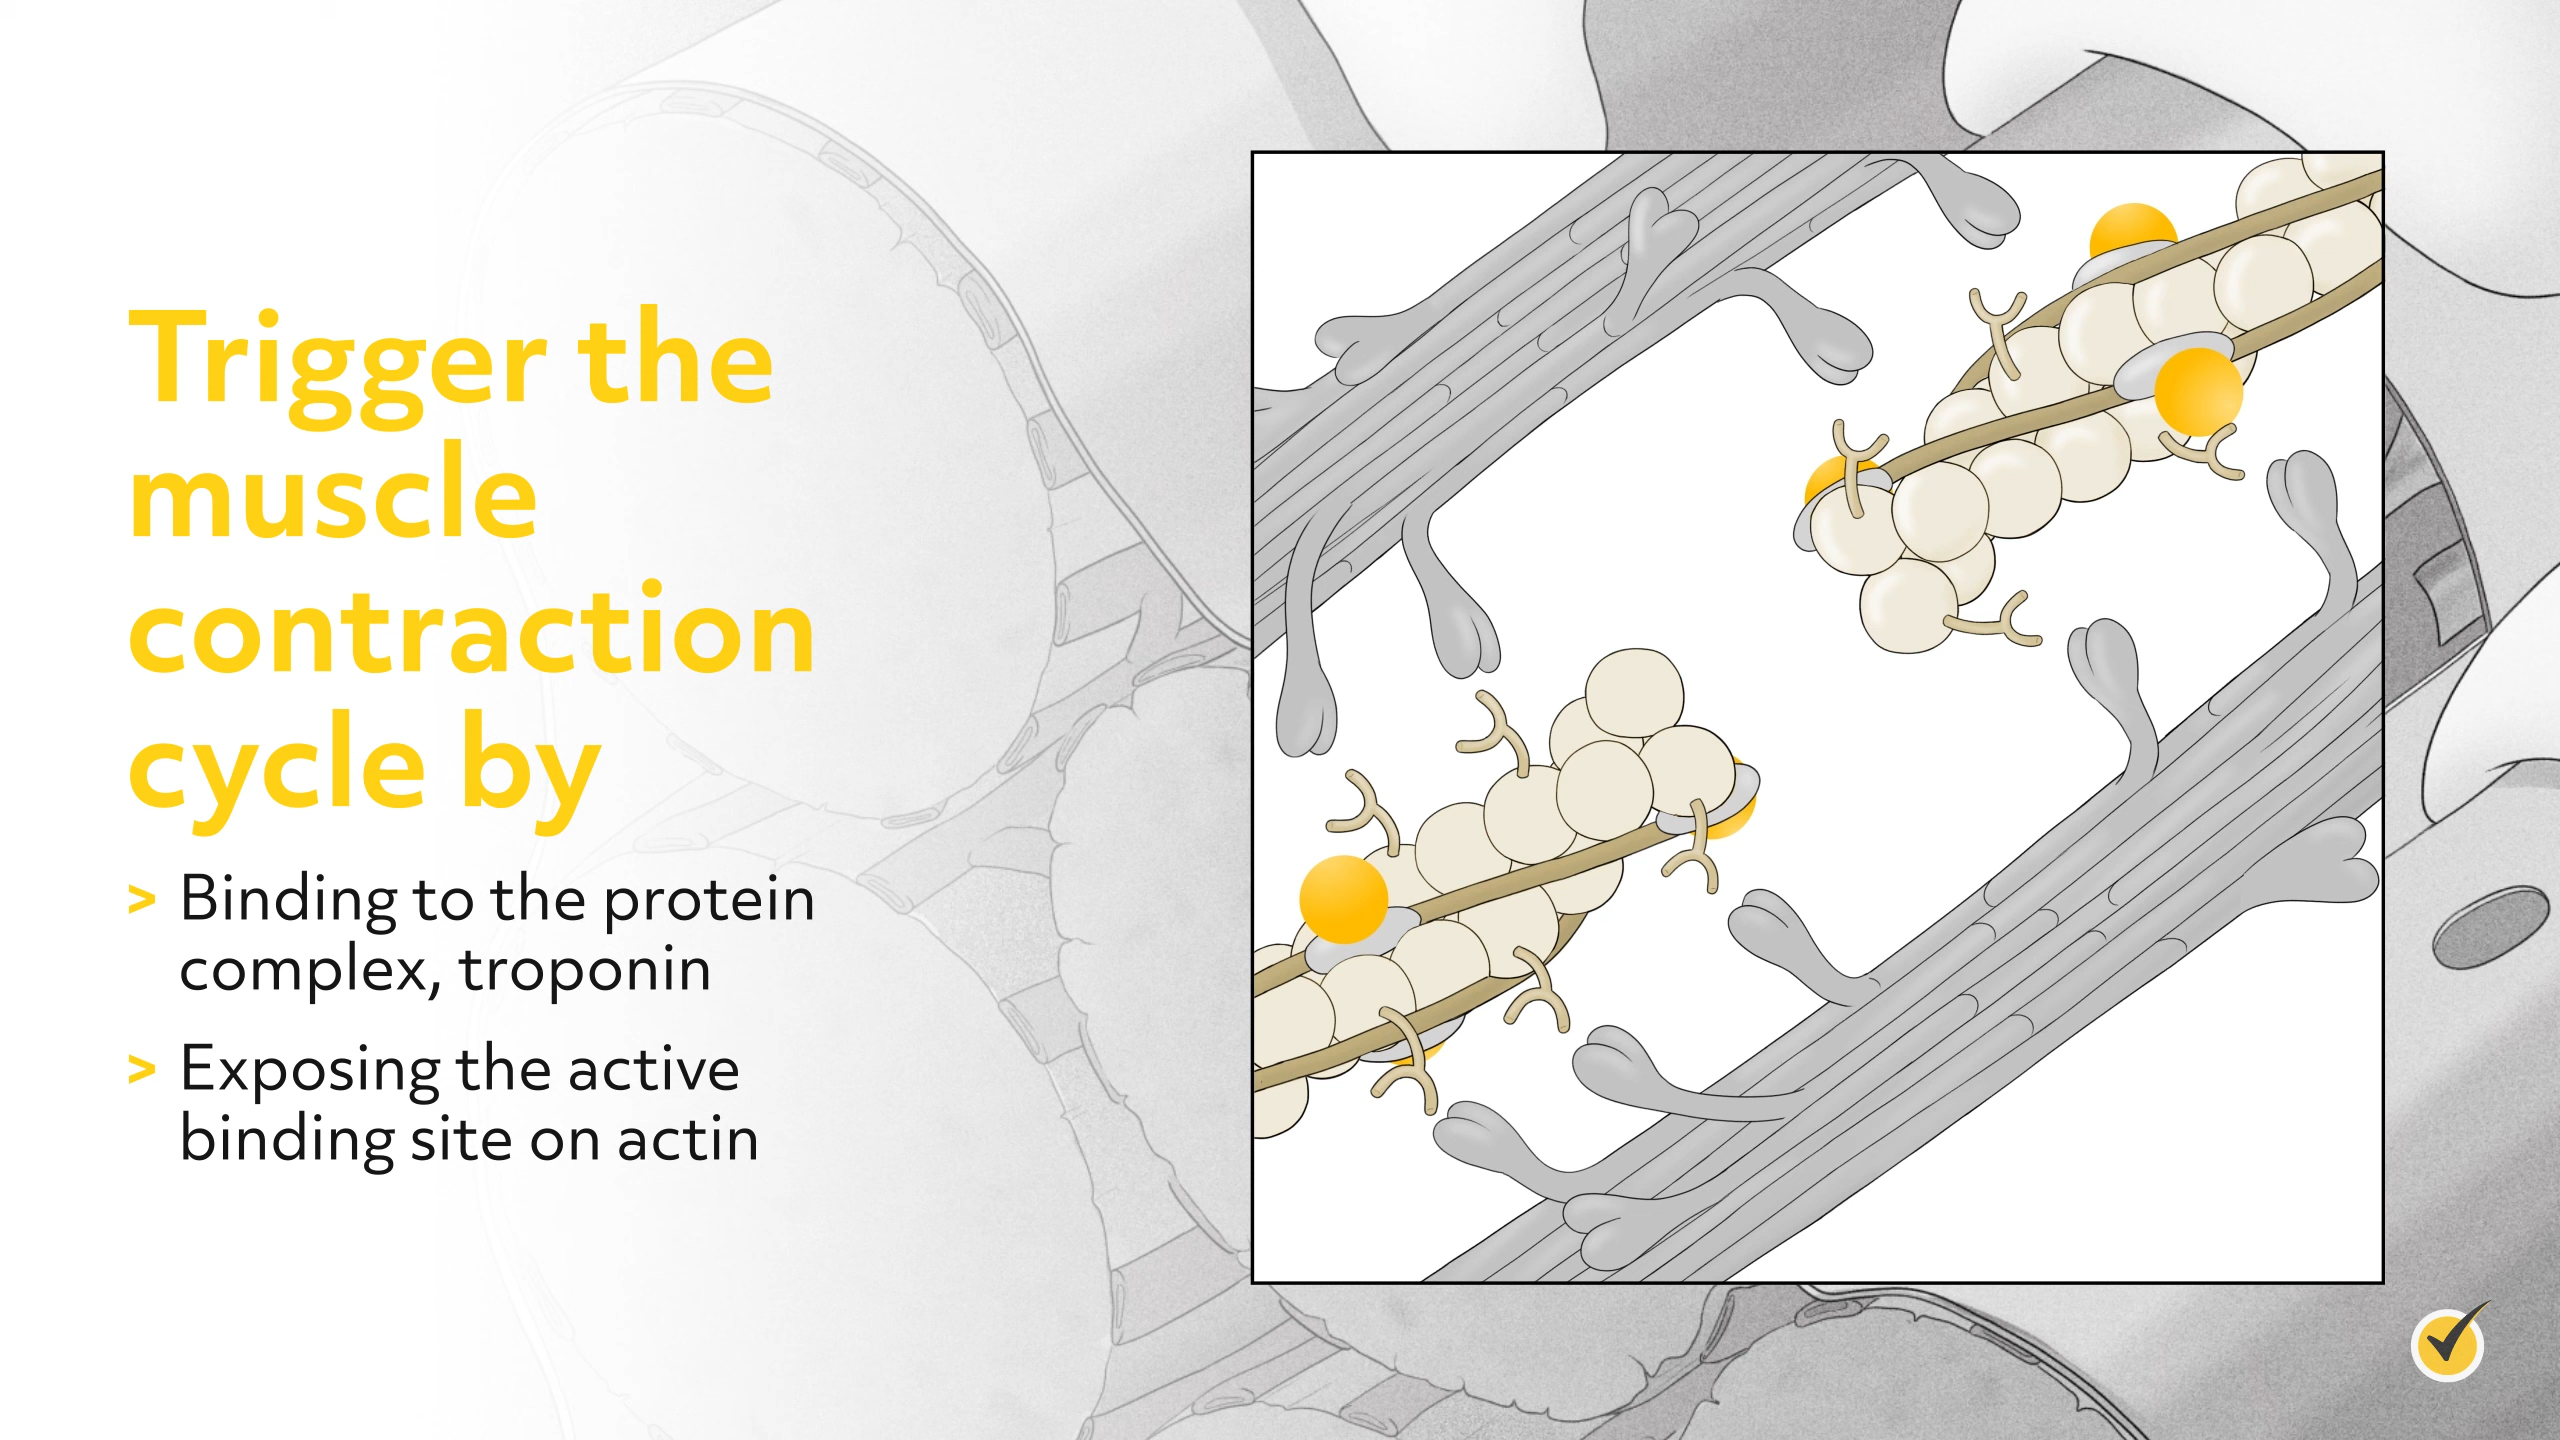 Trigger the
muscle
contraction
cycle by
> Binding to the protein
complex, troponin
> Exposing the active
binding site on actin